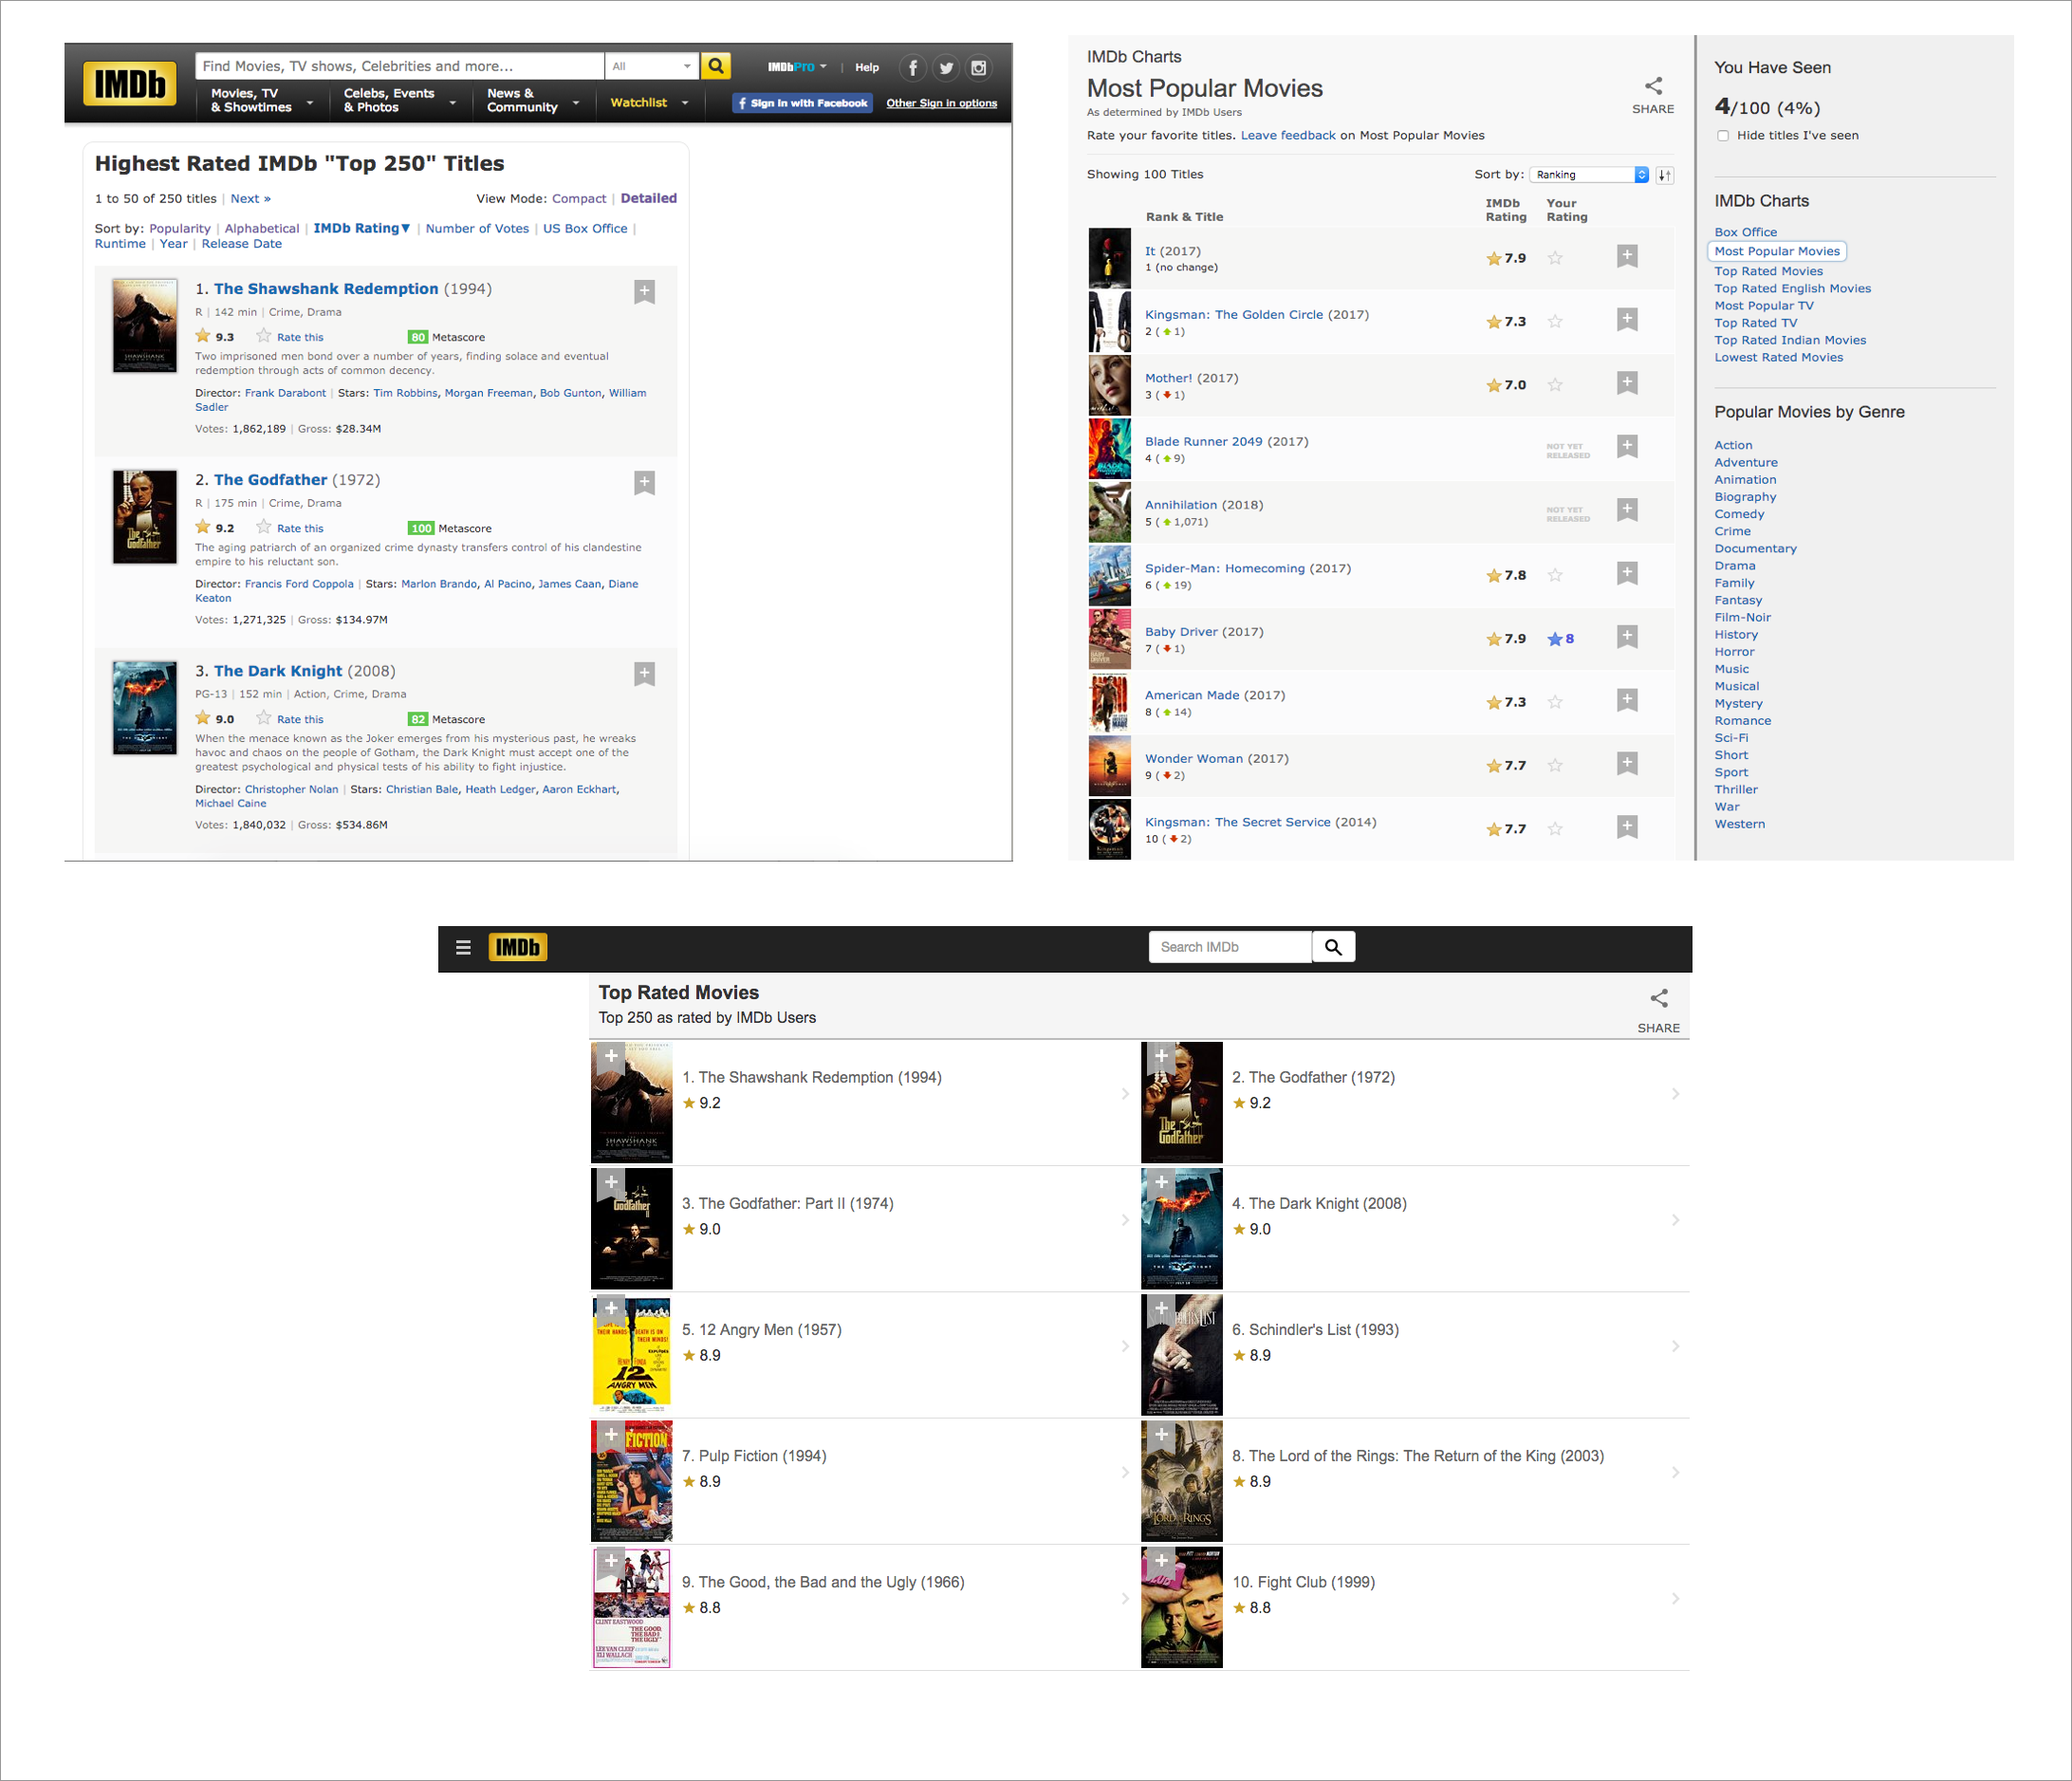 IMDb
Find Movies, TV shows, Celebrities and more...
All
IMDbPro
|
Help
Movies, TV
& Showtimes
Celebs, Events
& Photos
News &
Community
Watchlist
f Sign in with Facebook
Other Sign in options
Highest Rated IMDb "Top 250" Titles
1 to 50 of 250 titles | Next »
View Mode: Compact | Detailed
Sort by: Popularity | Alphabetical | IMDb Rating▼ | Number of Votes | US Box Office |
Runtime | Year | Release Date
1. The Shawshank Redemption (1994)
R | 142 min | Crime, Drama
9.3 Rate this 80 Metascore
Two imprisoned men bond over a number of years, finding solace and eventual
redemption through acts of common decency.
Director: Frank Darabont | Stars: Tim Robbins, Morgan Freeman, Bob Gunton, William
Sadler
Votes: 1,862,189 | Gross: $28.34M
2. The Godfather (1972)
R | 175 min | Crime, Drama
9.2 Rate this 100 Metascore
The aging patriarch of an organized crime dynasty transfers control of his clandestine
empire to his reluctant son.
Director: Francis Ford Coppola | Stars: Marlon Brando, Al Pacino, James Caan, Diane
Keaton
Votes: 1,271,325 | Gross: $134.97M
3. The Dark Knight (2008)
PG-13 | 152 min | Action, Crime, Drama
9.0 Rate this 82 Metascore
When the menace known as the Joker emerges from his mysterious past, he wreaks
havoc and chaos on the people of Gotham, the Dark Knight must accept one of the
greatest psychological and physical tests of his ability to fight injustice.
Director: Christopher Nolan | Stars: Christian Bale, Heath Ledger, Aaron Eckhart,
Michael Caine
Votes: 1,840,032 | Gross: $534.86M
IMDb Charts
Most Popular Movies
As determined by IMDb Users
SHARE
Rate your favorite titles. Leave feedback on Most Popular Movies
Showing 100 Titles
Sort by: Ranking
Rank & Title
IMDb
Rating
Your
Rating
It (2017)
1 (no change)
7.9
Kingsman: The Golden Circle (2017)
2 ( 1)
7.3
Mother! (2017)
3 ( 1)
7.0
Blade Runner 2049 (2017)
4 ( 9)
NOT YET
RELEASED
Annihilation (2018)
5 ( 1,071)
NOT YET
RELEASED
Spider-Man: Homecoming (2017)
6 ( 19)
7.8
Baby Driver (2017)
7 ( 1)
7.9
8
American Made (2017)
8 ( 14)
7.3
Wonder Woman (2017)
9 ( 2)
7.7
Kingsman: The Secret Service (2014)
10 ( 2)
7.7
You Have Seen
4/100 (4%)
Hide titles I've seen
IMDb Charts
Box Office
Most Popular Movies
Top Rated Movies
Top Rated English Movies
Most Popular TV
Top Rated TV
Top Rated Indian Movies
Lowest Rated Movies
Popular Movies by Genre
Action
Adventure
Animation
Biography
Comedy
Crime
Documentary
Drama
Family
Fantasy
Film-Noir
History
Horror
Music
Musical
Mystery
Romance
Sci-Fi
Short
Sport
Thriller
War
Western
IMDb
Search IMDb
Top Rated Movies
Top 250 as rated by IMDb Users
SHARE
1. The Shawshank Redemption (1994)
9.2
SHAWSHANK
2. The Godfather (1972)
9.2
The
Godfather
3. The Godfather: Part II (1974)
9.0
Godfather
4. The Dark Knight (2008)
9.0
5. 12 Angry Men (1957)
8.9
12
ANGRY MEN
6. Schindler's List (1993)
8.9
7. Pulp Fiction (1994)
8.9
FICTION
8. The Lord of the Rings: The Return of the King (2003)
8.9
9. The Good, the Bad and the Ugly (1966)
8.8
CLINT EASTWOOD
"THE GOOD,
THE BAD &
THE UGLY"
LEE VAN CLEEF
ELI WALLACH
10. Fight Club (1999)
8.8